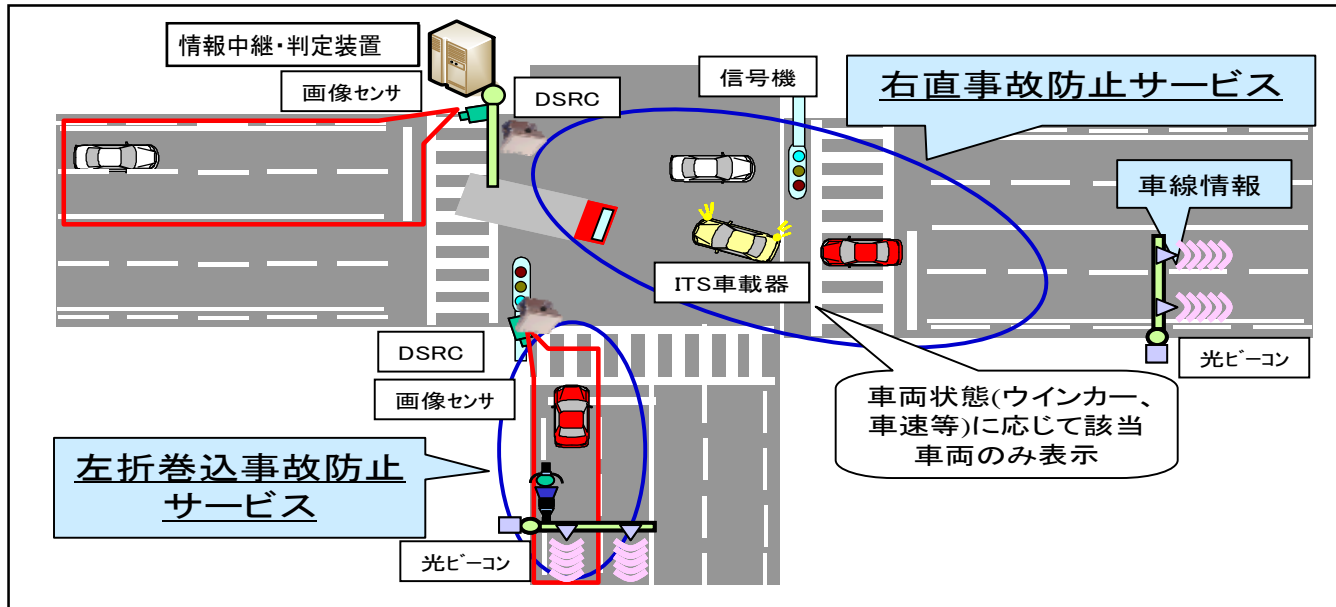 情報中継・判定装置
画像センサ
DSRC
信号機
右直事故防止サービス
車線情報
ITS車載器
光ビーコン
DSRC
画像センサ
車両状態(ウインカー、
車速等)に応じて該当
車両のみ表示
左折巻込事故防止
サービス
光ビーコン